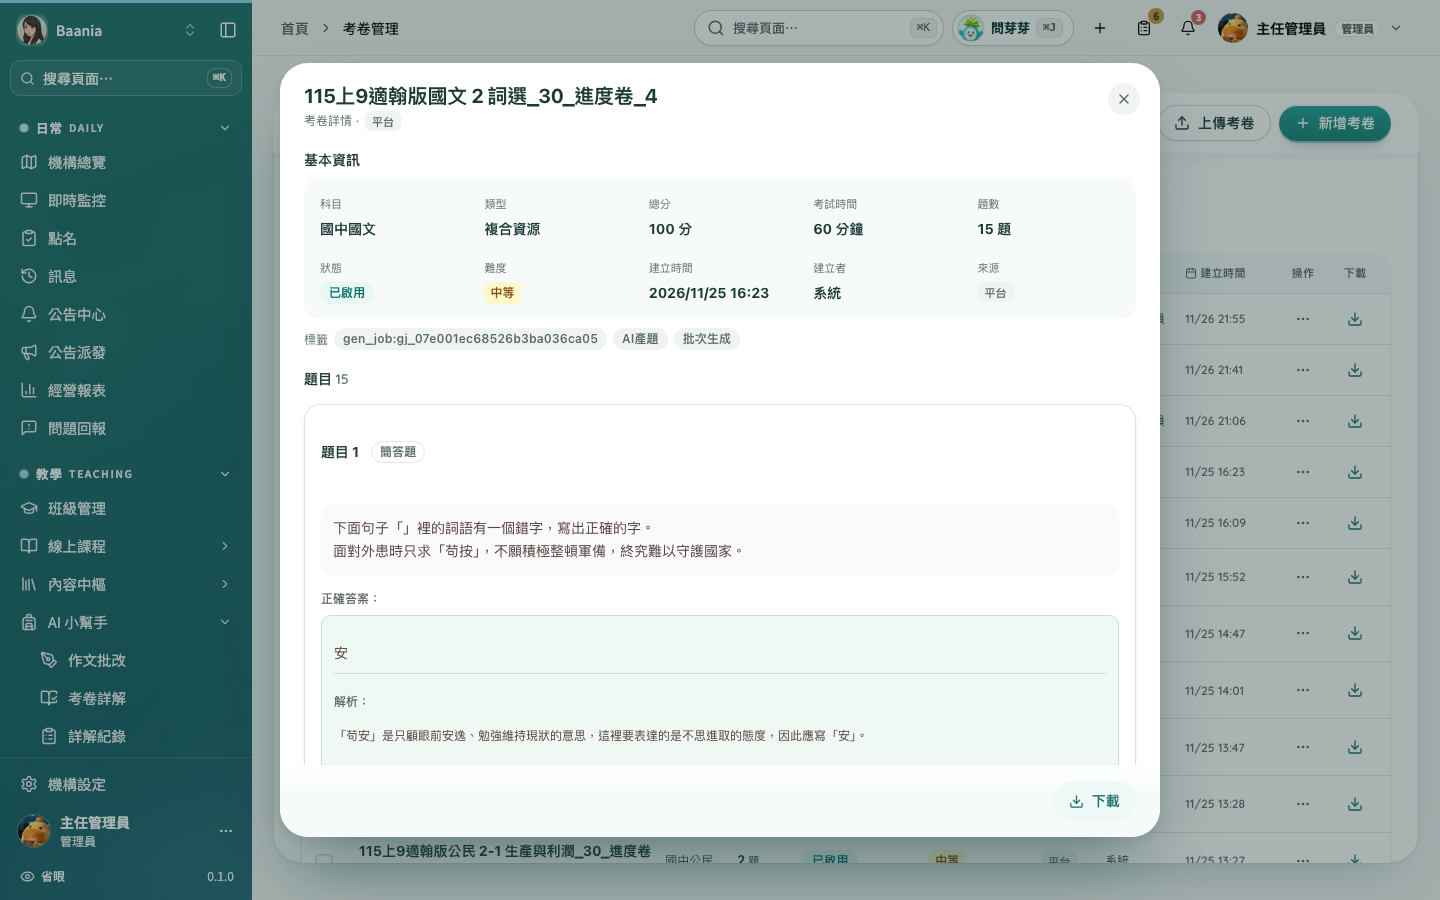 Baania
搜尋頁面…
⌘K
日常 DAILY
機構總覽
即時監控
點名
訊息
公告中心
公告派發
經營報表
問題回報
教學 TEACHING
班級管理
線上課程
內容中樞
AI 小幫手
作文批改
考卷詳解
詳解紀錄
機構設定
主任管理員
管理員
省眼
0.1.0
首頁
考卷管理
搜尋頁面…
⌘K
問芽芽
⌘J
6
3
主任管理員
管理員
上傳考卷
新增考卷
115上9適翰版國文 2 詞選_30_進度卷_4
考卷詳情 · 平台
基本資訊
科目 類型 總分 考試時間 題數
國中國文 複合資源 100 分 60 分鐘 15 題
狀態 難度 建立時間 建立者 來源
已啟用 中等 2026/11/25 16:23 系統 平台
標籤 gen_job:gj_07e001ec68526b3ba036ca05 AI產題 批次生成
題目 15
題目 1 簡答題
下面句子「」裡的詞語有一個錯字，寫出正確的字。
面對外患時只求「苟按」，不願積極整頓軍備，終究難以守護國家。
正確答案：
安
解析：
「苟安」是只顧眼前安逸、勉強維持現狀的意思，這裡要表達的是不思進取的態度，因此應寫「安」。
下載
建立時間 操作 下載
11/26 21:55
11/26 21:41
11/26 21:06
11/25 16:23
11/25 16:09
11/25 15:52
11/25 14:47
11/25 14:01
11/25 13:47
11/25 13:28
115上9適翰版公民 2-1 生產與利潤_30_進度卷 國中公民 2 題 已啟用 中等 平台 系統 11/25 13:27